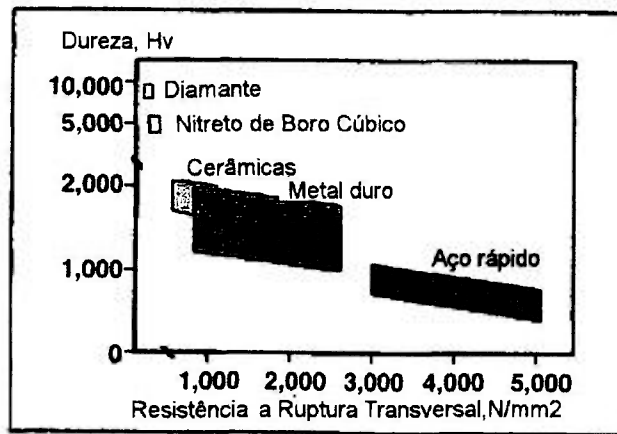 Dureza, Hv
10,000
Diamante
5,000
Nitreto de Boro Cúbico
Cerâmicas
2,000
Metal duro
Aço rápido
1,000
0
1,000 2,000 3,000 4,000 5,000
Resistência a Ruptura Transversal,N/mm2